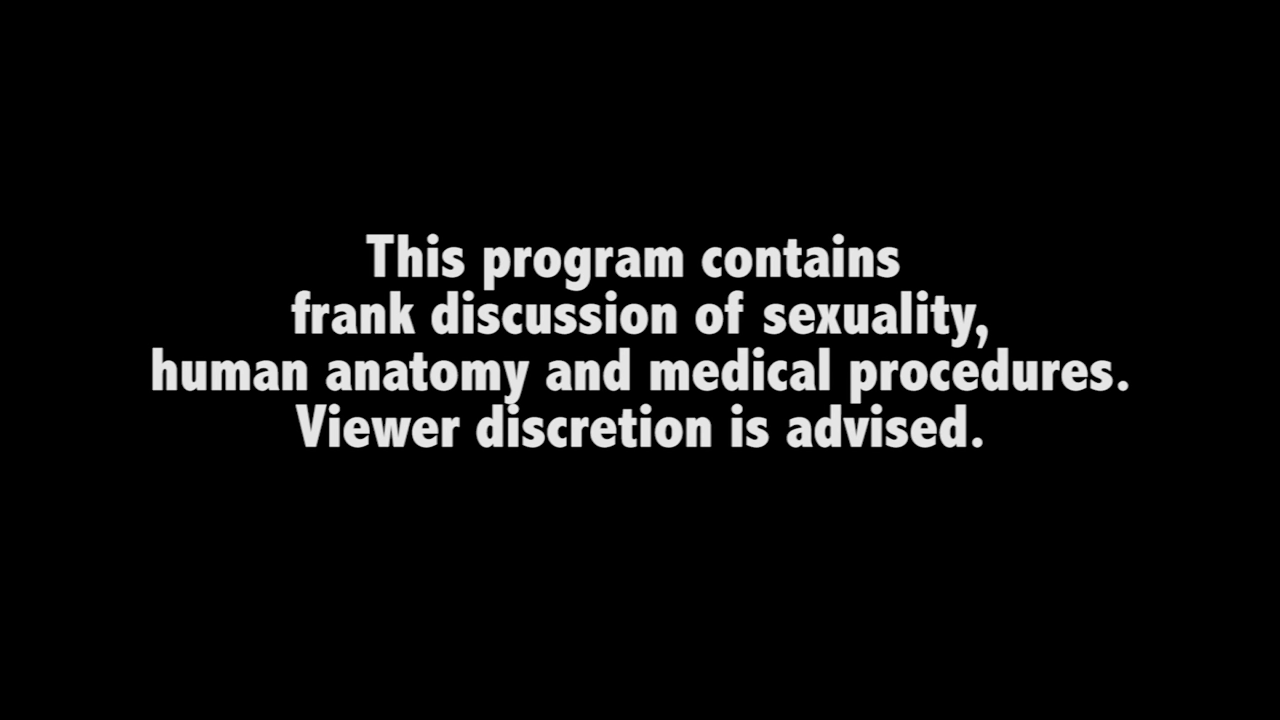 This program contains
frank discussion of sexuality,
human anatomy and medical procedures.
Viewer discretion is advised.